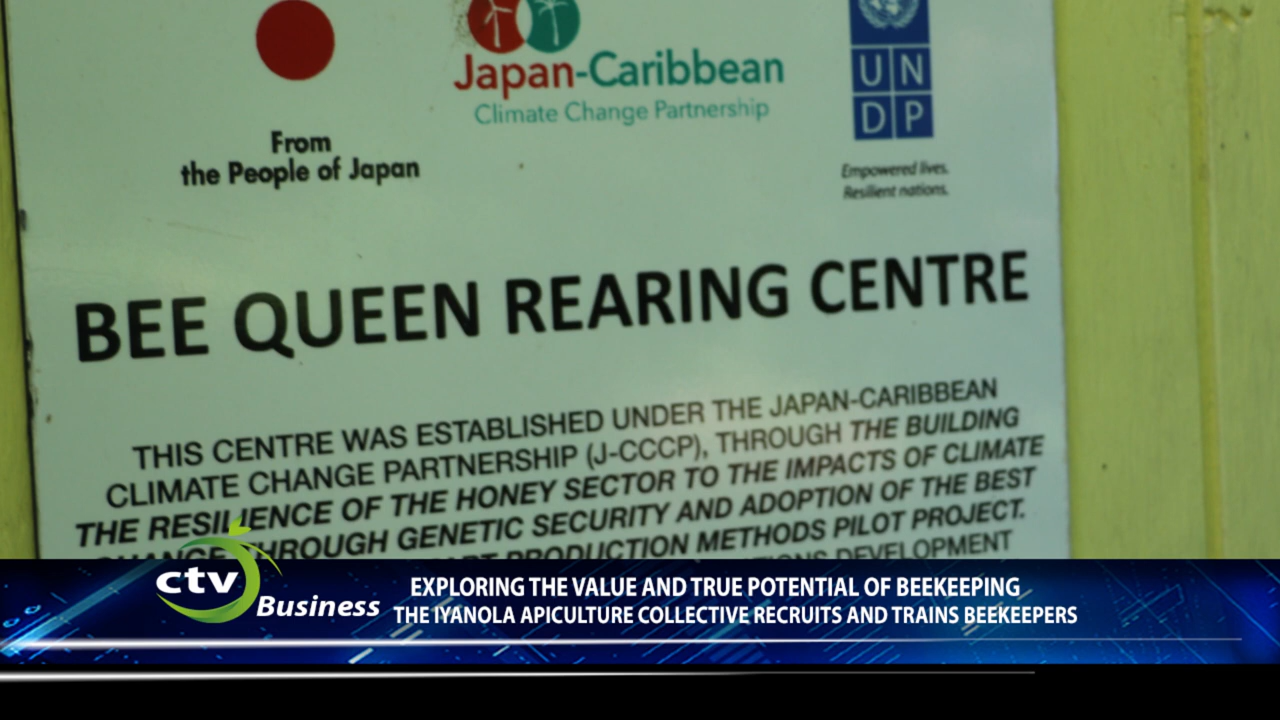 Japan-Caribbean
Climate Change Partnership
From
the People of Japan
UN
DP
Empowered lives.
Resilient nations.
BEE QUEEN REARING CENTRE
THIS CENTRE WAS ESTABLISHED UNDER THE JAPAN-CARIBBEAN
CLIMATE CHANGE PARTNERSHIP (J-CCCP), THROUGH THE BUILDING
THE RESILIENCE OF THE HONEY SECTOR TO THE IMPACTS OF CLIMATE
CHANGE THROUGH GENETIC SECURITY AND ADOPTION OF THE BEST
PRODUCTION METHODS PILOT PROJECT.
DEVELOPMENT
ctv Business
EXPLORING THE VALUE AND TRUE POTENTIAL OF BEEKEEPING
THE IYANOLA APICULTURE COLLECTIVE RECRUITS AND TRAINS BEEKEEPERS